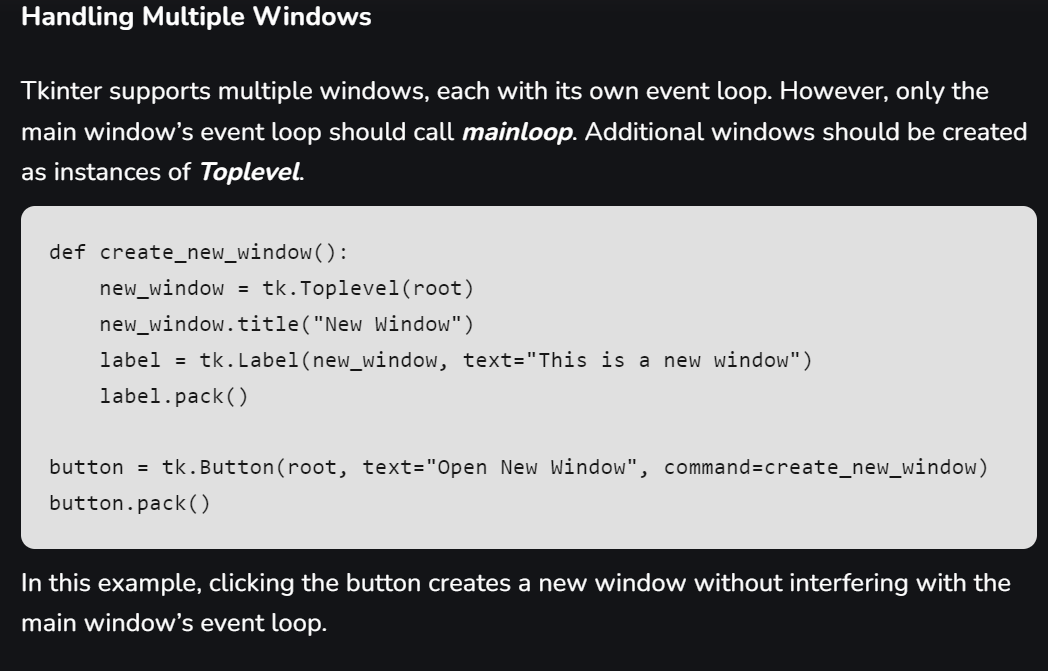 Handling Multiple Windows
Tkinter supports multiple windows, each with its own event loop. However, only the
main window’s event loop should call mainloop. Additional windows should be created
as instances of Toplevel.
def create_new_window():
    new_window = tk.Toplevel(root)
    new_window.title("New Window")
    label = tk.Label(new_window, text="This is a new window")
    label.pack()
button = tk.Button(root, text="Open New Window", command=create_new_window)
button.pack()
In this example, clicking the button creates a new window without interfering with the
main window’s event loop.